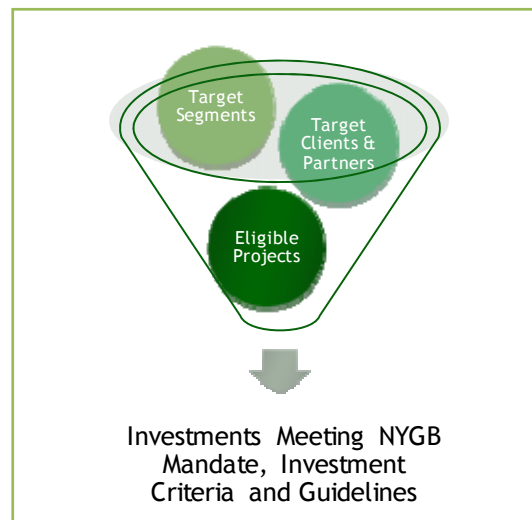 Target
Segments
Target
Clients &
Partners
Eligible
Projects
Investments Meeting NYGB
Mandate, Investment
Criteria and Guidelines